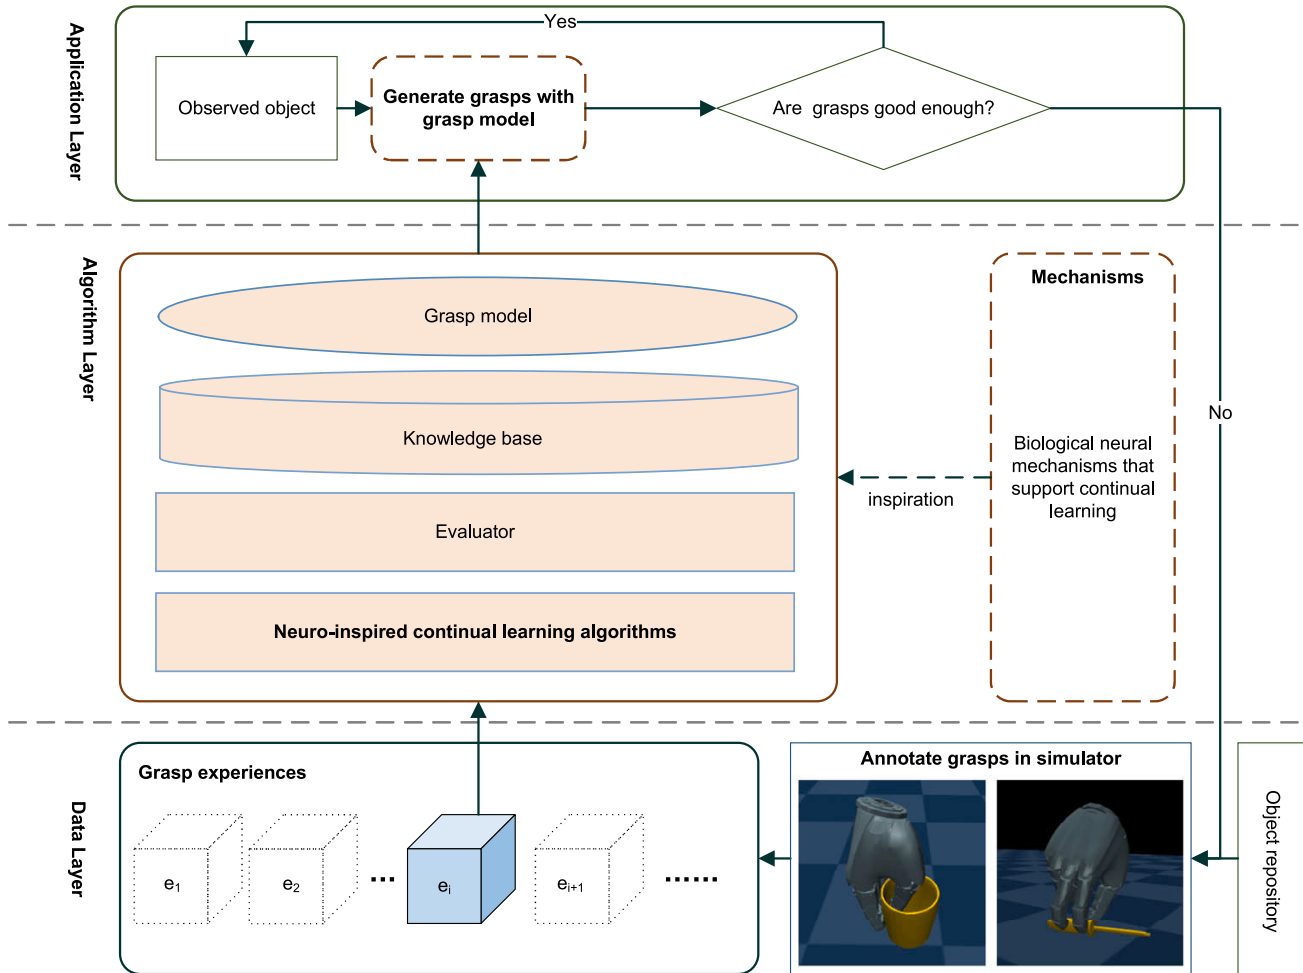 Application Layer
Yes
Observed object
Generate grasps with
grasp model
Are grasps good enough?
Algorithm Layer
Grasp model
Knowledge base
Evaluator
Neuro-inspired continual learning algorithms
inspiration
Mechanisms
Biological neural
mechanisms that
support continual
learning
No
Data Layer
Grasp experiences
e1
e2
...
ei
ei+1
......
Annotate grasps in simulator
Object repository